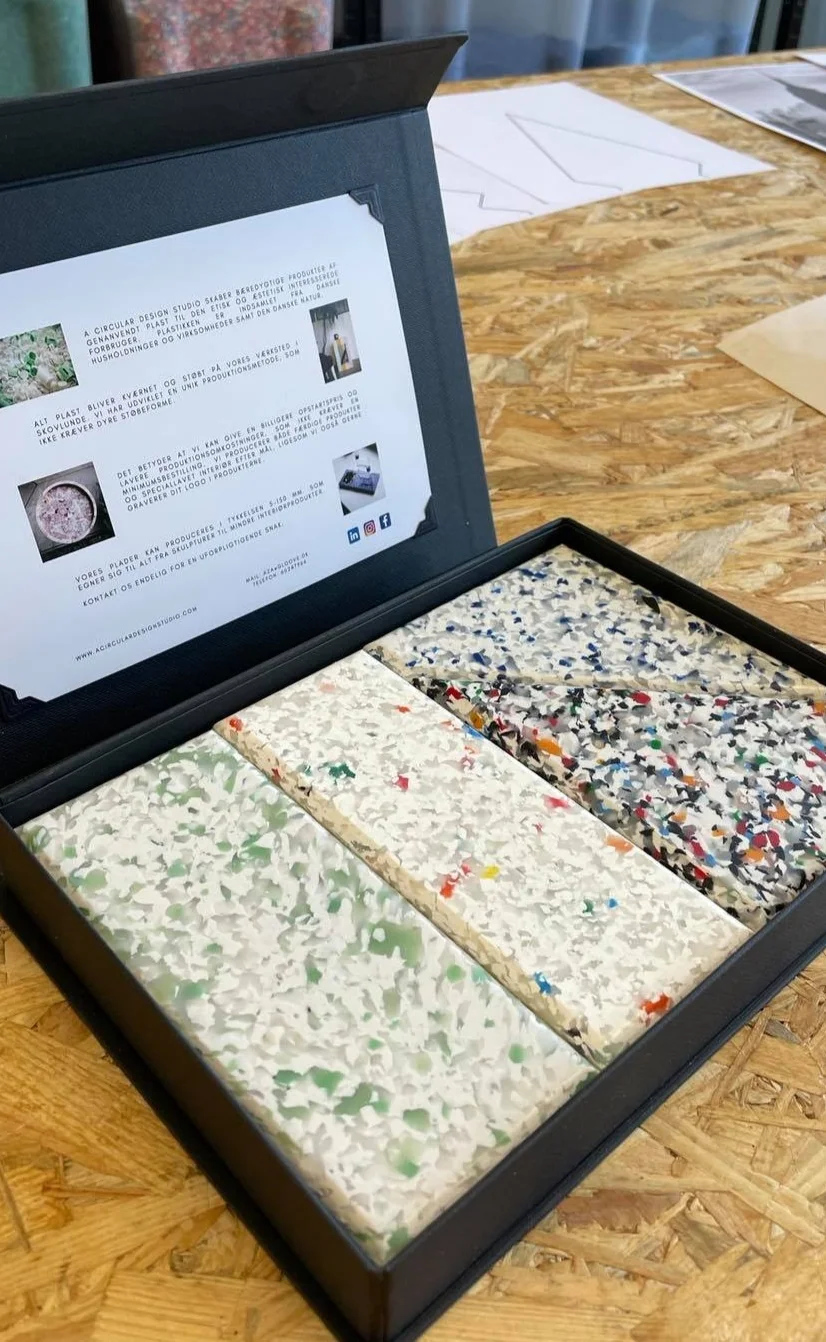 A CIRCULAR DESIGN STUDIO SKABER BÆREDYGTIGE PRODUKTER AF
GENANVENDT PLAST TIL DEN ETISK OG ÆSTETISK INTERESSEREDE
FORBRUGER. PLASTIKKEN ER INDSAMLET FRA DANSKE
HUSHOLDNINGER OG VIRKSOMHEDER SAMT DEN DANSKE NATUR.
ALT PLAST BLIVER KVÆRNET OG STØBT PÅ VORES VÆRKSTED I
SKOVLUNDE. VI HAR UDVIKLET EN UNIK PRODUKTIONSMETODE, SOM
IKKE KRÆVER DYRE STØBEFORME.
DET BETYDER AT VI KAN GIVE EN BILLIGERE OPSTARTSPRIS OG
LAVERE PRODUKTIONSOMKOSTNINGER, SOM IKKE KRÆVER EN
MINIMUMSBESTILLING. VI PRODUCERER BÅDE FÆRDIGE PRODUKTER
OG SPECIALLAVET INTERIØR EFTER MÅL, LIGESOM VI OGSÅ GERNE
GRAVERER DIT LOGO I PRODUKTERNE.
VORES PLADER KAN PRODUCERES I TYKKELSEN 5-150 MM. SOM
EGNER SIG TIL ALT FRA SKULPTURER TIL MINDRE INTERIØRPRODUKTER.
KONTAKT OS ENDELIG FOR EN UFORPLIGTIGENDE SNAK.
in f
MAIL.
TELEFON.
WWW.ACIRCULARDESIGNSTUDIO.COM